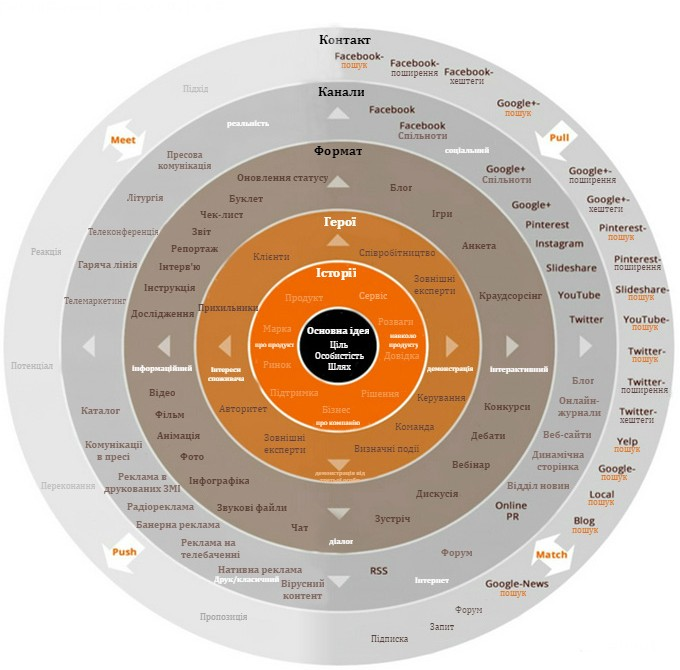 Контакт
Facebook-
пошук
Facebook-
поширення
Facebook-
хештеги
Google+-
пошук
Pull
Google+-
поширення
Google+-
хештеги
Pinterest-
пошук
Pinterest-
поширення
Slideshare-
пошук
YouTube-
пошук
Twitter-
пошук
Twitter-
поширення
Twitter-
хештеги
Yelp
пошук
Google-
пошук
Local
пошук
Blog
пошук
Match
Google-News
пошук
Форум
Запит
Підписка
Пропозиція
Push
Переконання
Потенціал
Реакція
Meet
Підхід
Канали
Facebook
Facebook
Спільноти
соціальний
Google+
Спільноти
Google+
Pinterest
Instagram
Slideshare
YouTube
Twitter
Блог
Онлайн-
журнали
Веб-сайти
Динамічна
сторінка
Відділ новин
Online
PR
Форум
Інтернет
RSS
Вірусний
контент
Друк/класичний
Нативна реклама
Реклама на
телебаченні
Банерна реклама
Радіореклама
Реклама в
друкованих ЗМІ
Комунікації
в пресі
Каталог
Телемаркетинг
Гаряча лінія
Телеконференція
Літургія
Пресова
комунікація
реальність
Формат
Оновлення статусу
Блог
Ігри
Анкета
Краудсорсінг
інтерактивний
Конкурси
Дебати
Вебінар
Дискусія
Зустріч
діалог
Чат
Звукові файли
Інфографіка
Фото
Анімація
Фільм
Відео
інформаційний
Дослідження
Інструкція
Інтерв'ю
Репортаж
Звіт
Чек-лист
Буклет
Герої
Співробітництво
Зовнішні
експерти
демонстрація
Керування
Команда
Визначні події
демонстрація від
Зовнішні
експерти
Авторитет
Інтереси
споживача
Прихильники
Клієнти
Історії
Продукт
Сервіс
Розваги
навколо
продукту
Довідка
Рішення
Бізнес
про компанію
Підтримка
Ринок
про продукт
Марка
Основна ідея
Ціль
Особистість
Шлях